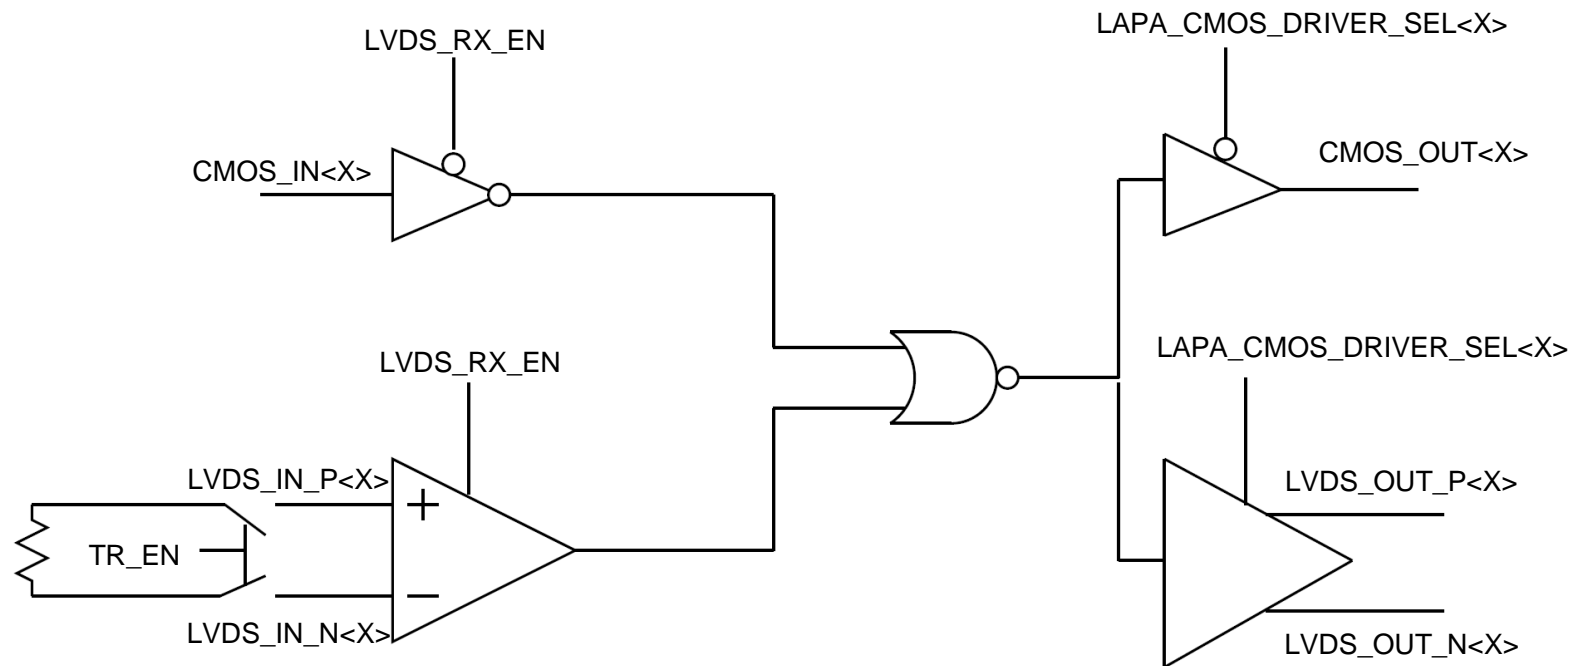 LAPA_CMOS_DRIVER_SEL<X>
LVDS_RX_EN
CMOS_IN<X>
CMOS_OUT<X>
LVDS_RX_EN
LAPA_CMOS_DRIVER_SEL<X>
LVDS_IN_P<X>
LVDS_OUT_P<X>
TR_EN
LVDS_IN_N<X>
LVDS_OUT_N<X>